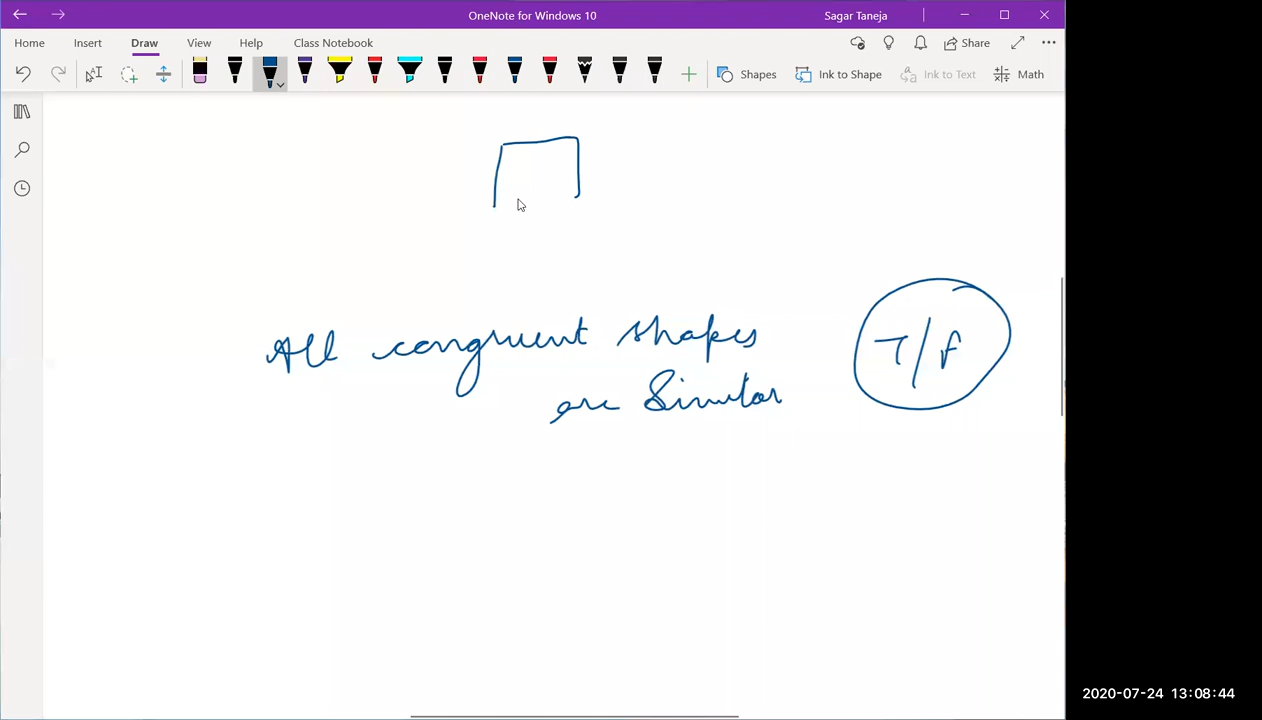 OneNote for Windows 10
Sagar Taneja
Home Insert Draw View Help Class Notebook
Share
Shapes Ink to Shape Ink to Text Math
All congruent shapes T/F
are Similar
2020-07-24 13:08:44